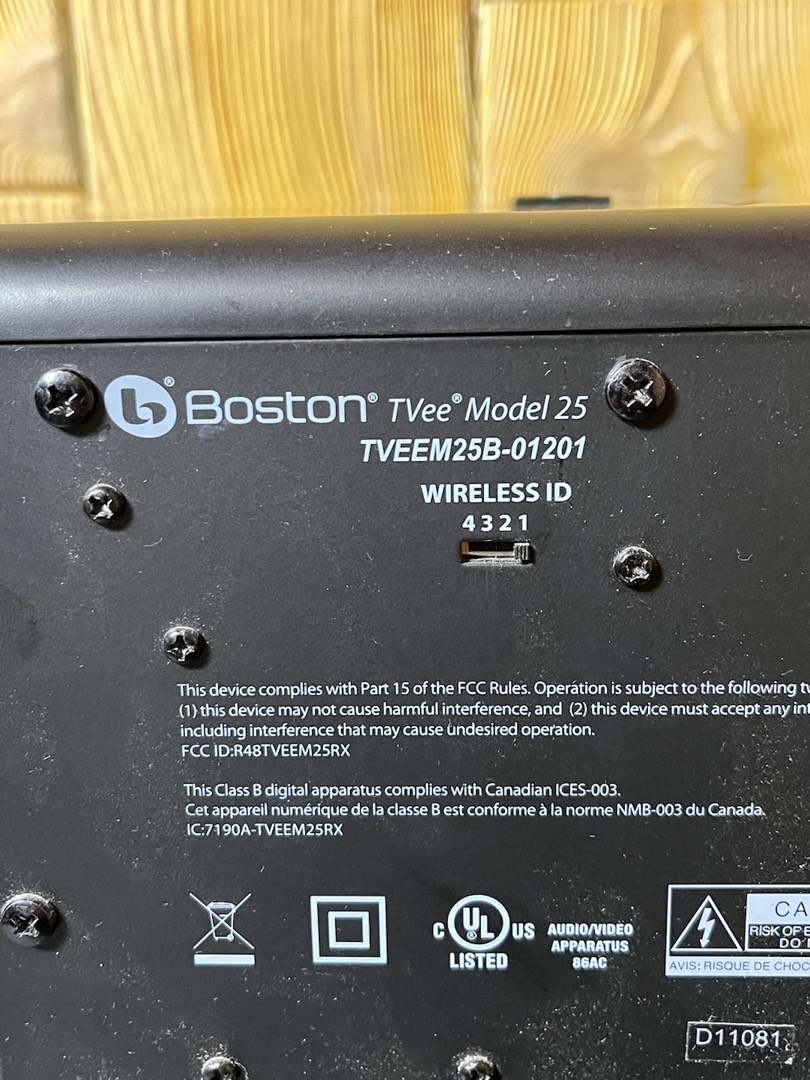 Boston® TVee® Model 25
TVEEM25B-01201
WIRELESS ID
4 3 2 1
This device complies with Part 15 of the FCC Rules. Operation is subject to the following
(1) this device may not cause harmful interference, and (2) this device must accept any
including interference that may cause undesired operation.
FCC ID:R48TVEEM25RX
This Class B digital apparatus complies with Canadian ICES-003.
Cet appareil numérique de la classe B est conforme à la norme NMB-003 du Canada.
IC:7190A-TVEEM25RX
C UL® US
LISTED
AUDIO/VIDEO
APPARATUS
86AC
CA
RISK OF E
DO
AVIS: RISQUE DE CHOC
D11081